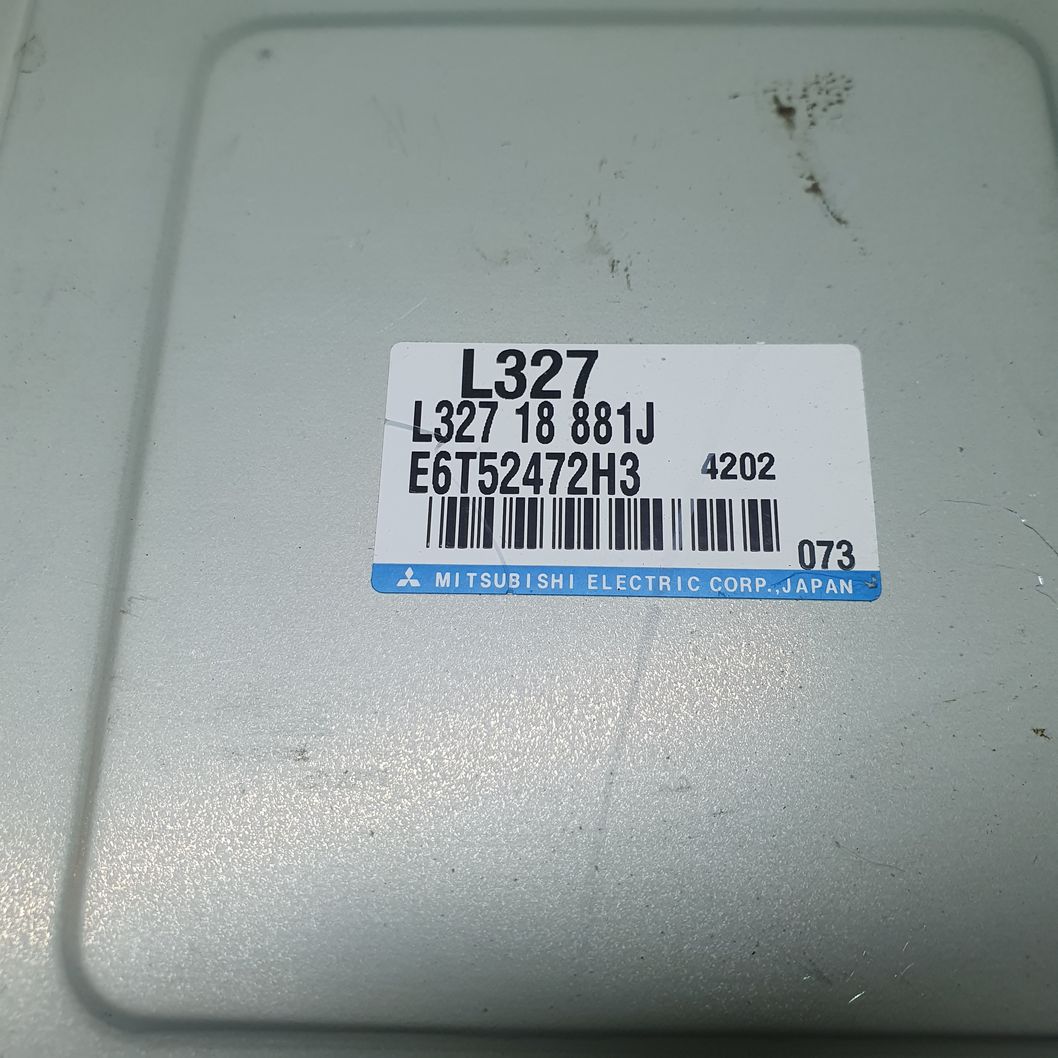 L327
L327 18 881J
E6T52472H3 4202
073
MITSUBISHI ELECTRIC CORP.,JAPAN